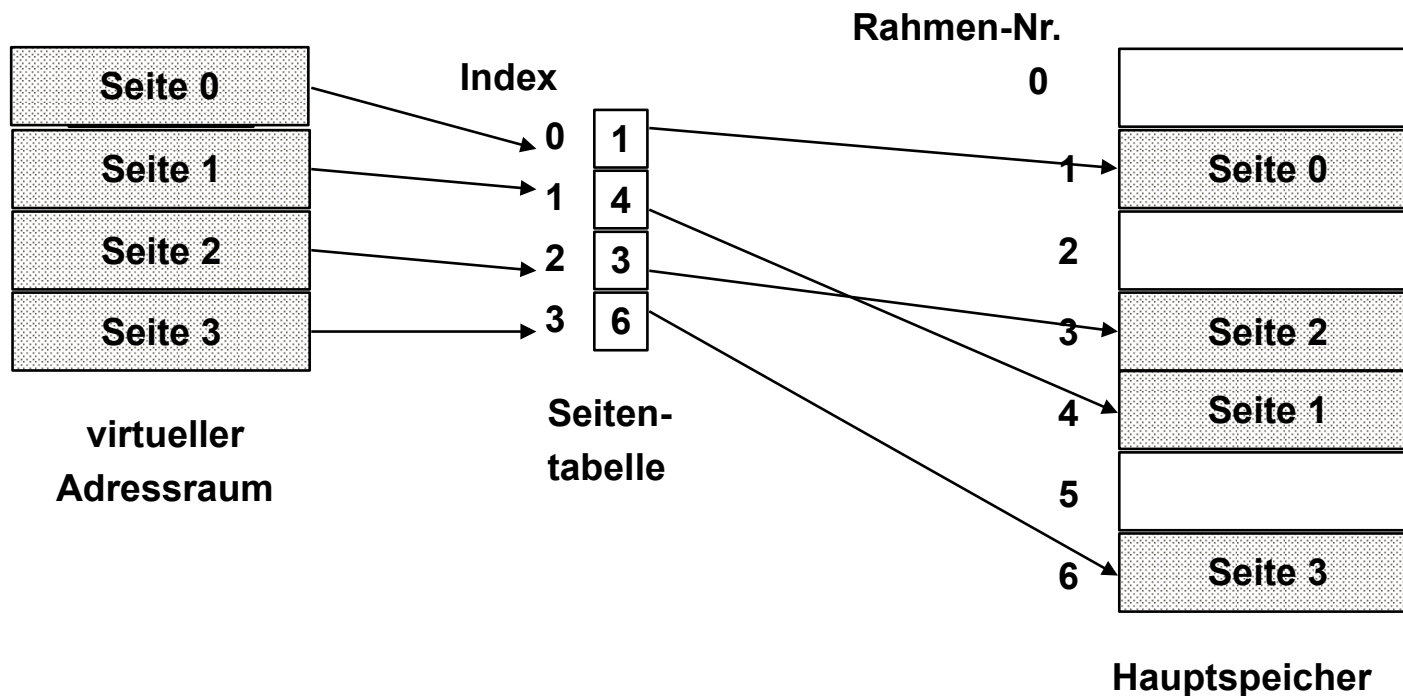 Seite 0
Seite 1
Seite 2
Seite 3
virtueller
Adressraum
Index
0 1
1 4
2 3
3 6
Seiten-
tabelle
Rahmen-Nr.
0
1 Seite 0
2
3 Seite 2
4 Seite 1
5
6 Seite 3
Hauptspeicher